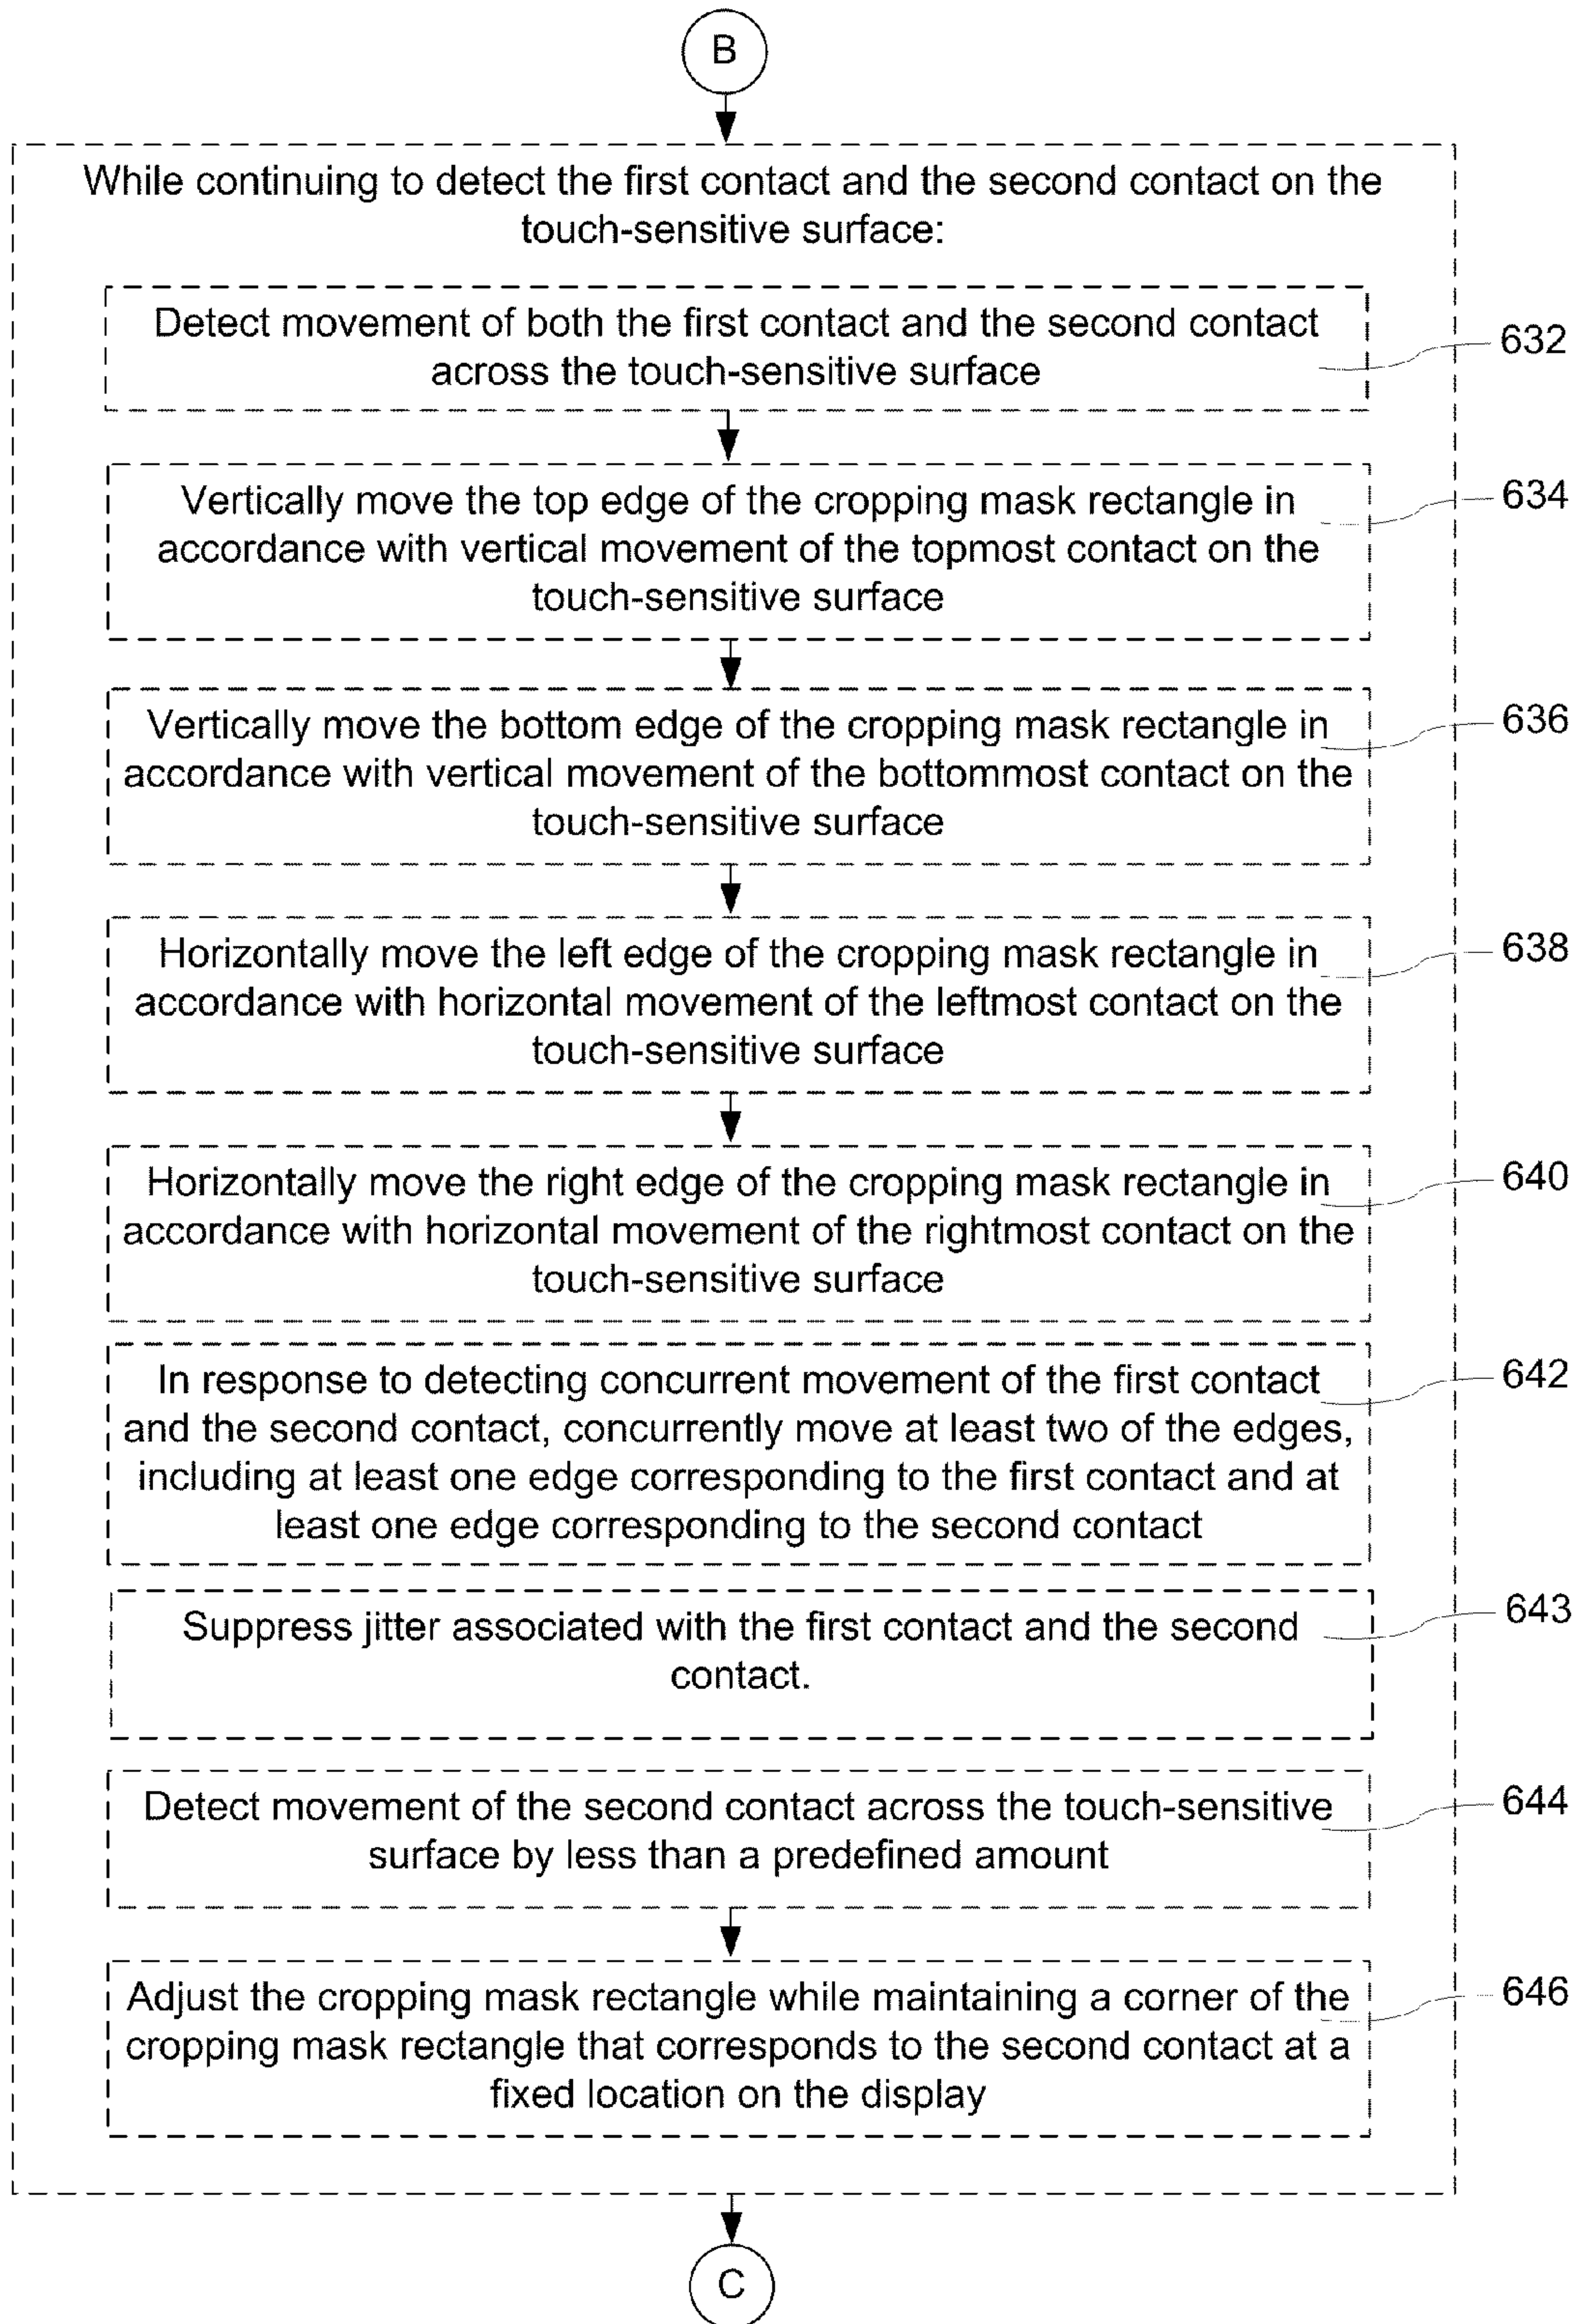 B
While continuing to detect the first contact and the second contact on the
touch-sensitive surface:
Detect movement of both the first contact and the second contact
across the touch-sensitive surface
632
Vertically move the top edge of the cropping mask rectangle in
accordance with vertical movement of the topmost contact on the
touch-sensitive surface
634
Vertically move the bottom edge of the cropping mask rectangle in
accordance with vertical movement of the bottommost contact on the
touch-sensitive surface
636
Horizontally move the left edge of the cropping mask rectangle in
accordance with horizontal movement of the leftmost contact on the
touch-sensitive surface
638
Horizontally move the right edge of the cropping mask rectangle in
accordance with horizontal movement of the rightmost contact on the
touch-sensitive surface
640
In response to detecting concurrent movement of the first contact
and the second contact, concurrently move at least two of the edges,
including at least one edge corresponding to the first contact and at
least one edge corresponding to the second contact
642
Suppress jitter associated with the first contact and the second
contact.
643
Detect movement of the second contact across the touch-sensitive
surface by less than a predefined amount
644
Adjust the cropping mask rectangle while maintaining a corner of the
cropping mask rectangle that corresponds to the second contact at a
fixed location on the display
646
C